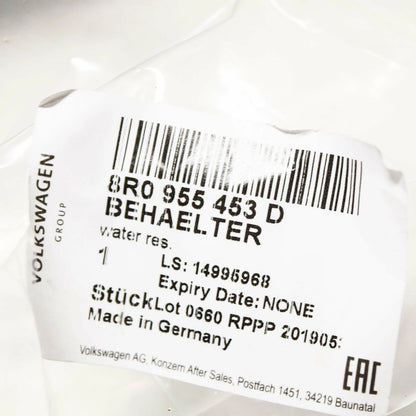 VOLKSWAGEN
GROUP
8R0 955 453 D
BEHAELTER
water res.
1 LS: 14995968
Expiry Date: NONE
Stück Lot 0660 RPPP 201905
Made in Germany
Volkswagen AG, Konzern After Sales, Postfach 1451, 34219 Baunatal
EAC